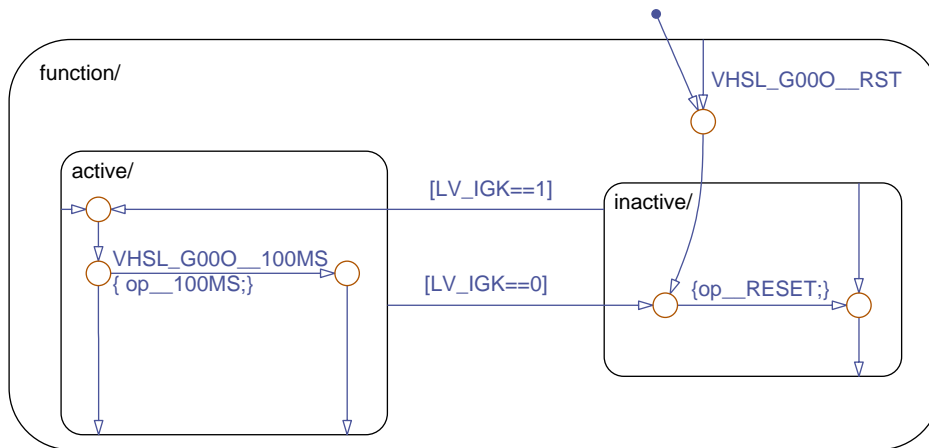 function/
VHSL_G00O__RST
active/
[LV_IGK==1]
inactive/
VHSL_G00O__100MS
{ op__100MS;}
[LV_IGK==0]
{op__RESET;}